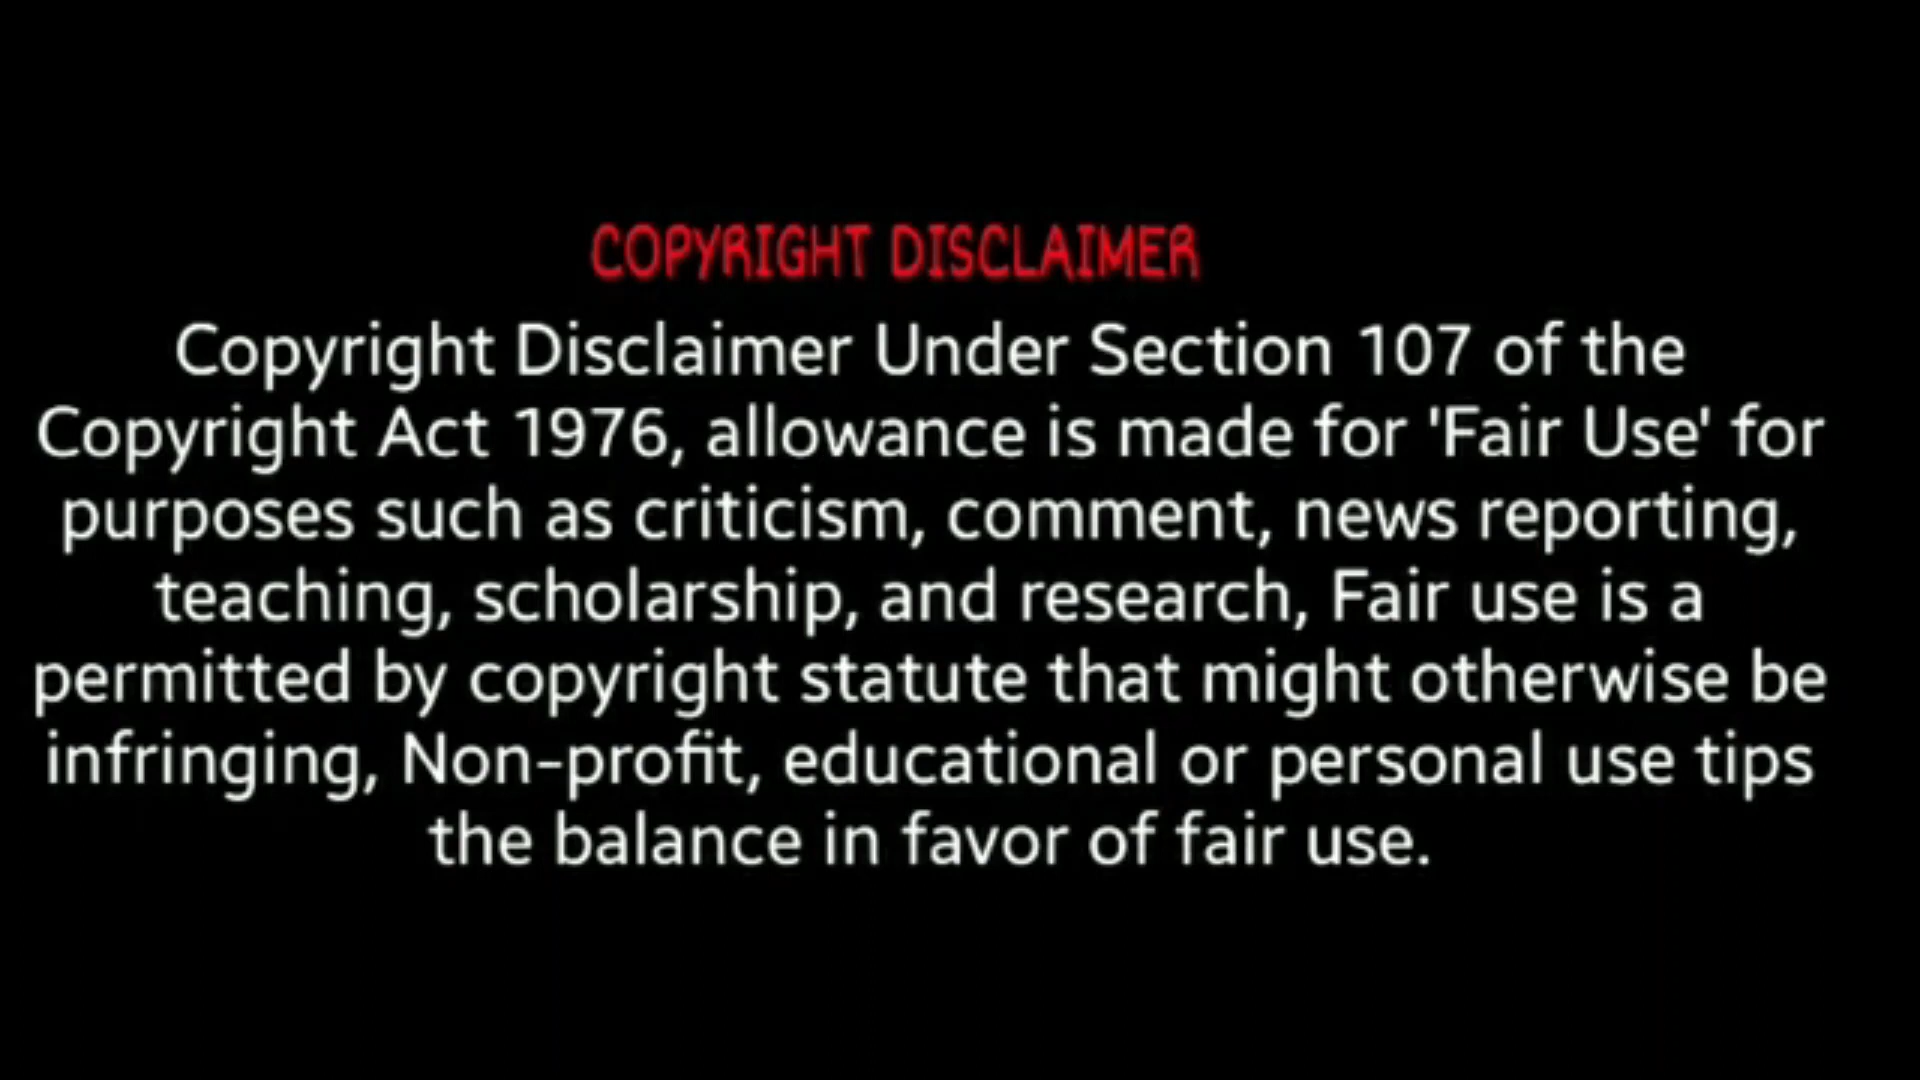 COPYRIGHT DISCLAIMER
Copyright Disclaimer Under Section 107 of the
Copyright Act 1976, allowance is made for 'Fair Use' for
purposes such as criticism, comment, news reporting,
teaching, scholarship, and research, Fair use is a
permitted by copyright statute that might otherwise be
infringing, Non-profit, educational or personal use tips
the balance in favor of fair use.